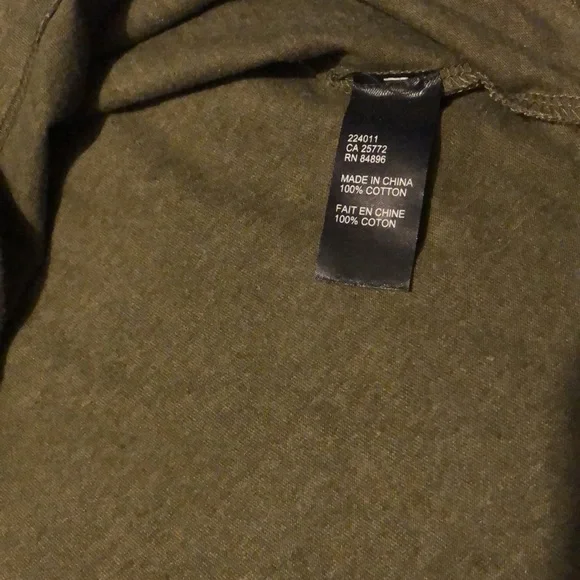 224011
CA 25772
RN 84896
MADE IN CHINA
100% COTTON
FAIT EN CHINE
100% COTON